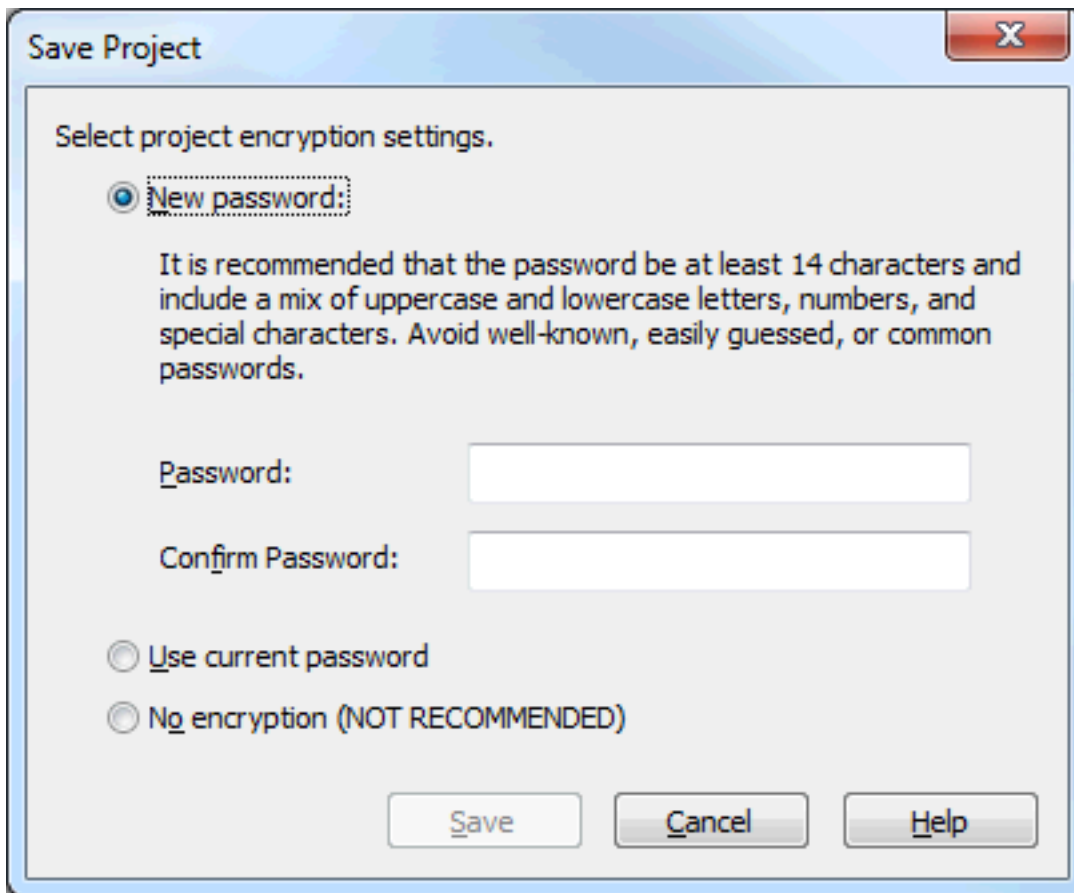 Save Project
Select project encryption settings.
New password:
It is recommended that the password be at least 14 characters and
include a mix of uppercase and lowercase letters, numbers, and
special characters. Avoid well-known, easily guessed, or common
passwords.
Password:
Confirm Password:
Use current password
No encryption (NOT RECOMMENDED)
Save Cancel Help